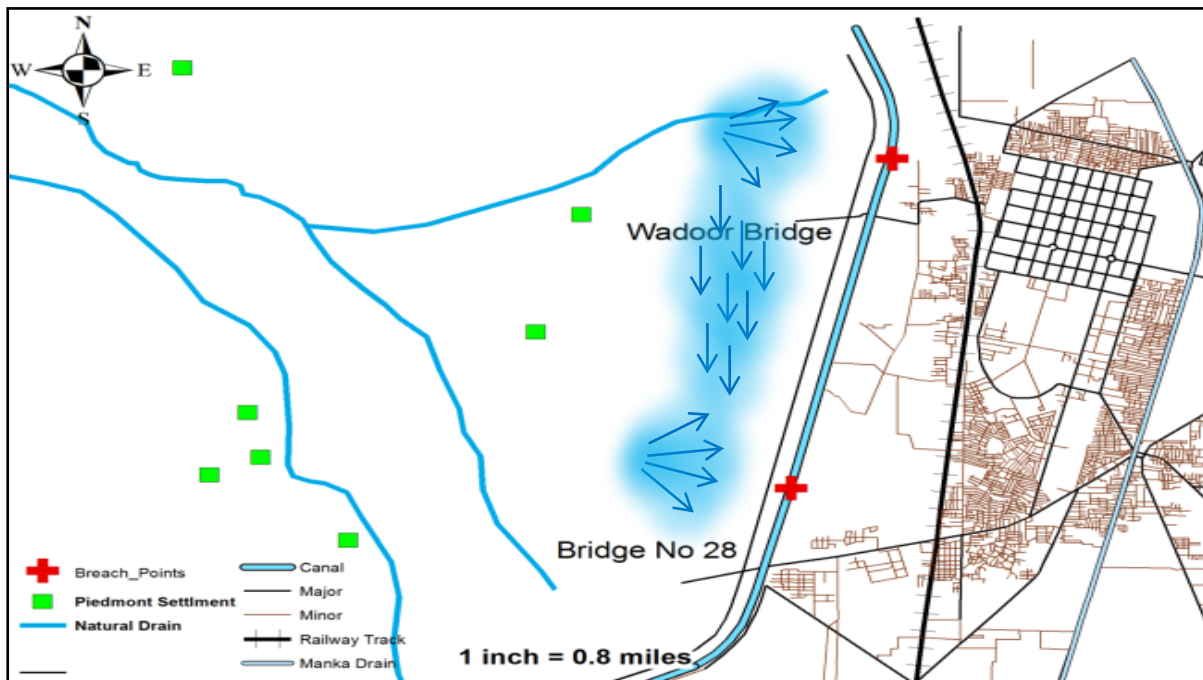 N
W E
S
Wadoor Bridge
Bridge No 28
Breach_Points
Piedmont Settlment
Natural Drain
Canal
Major
Minor
Railway Track
Manka Drain
1 inch = 0.8 miles